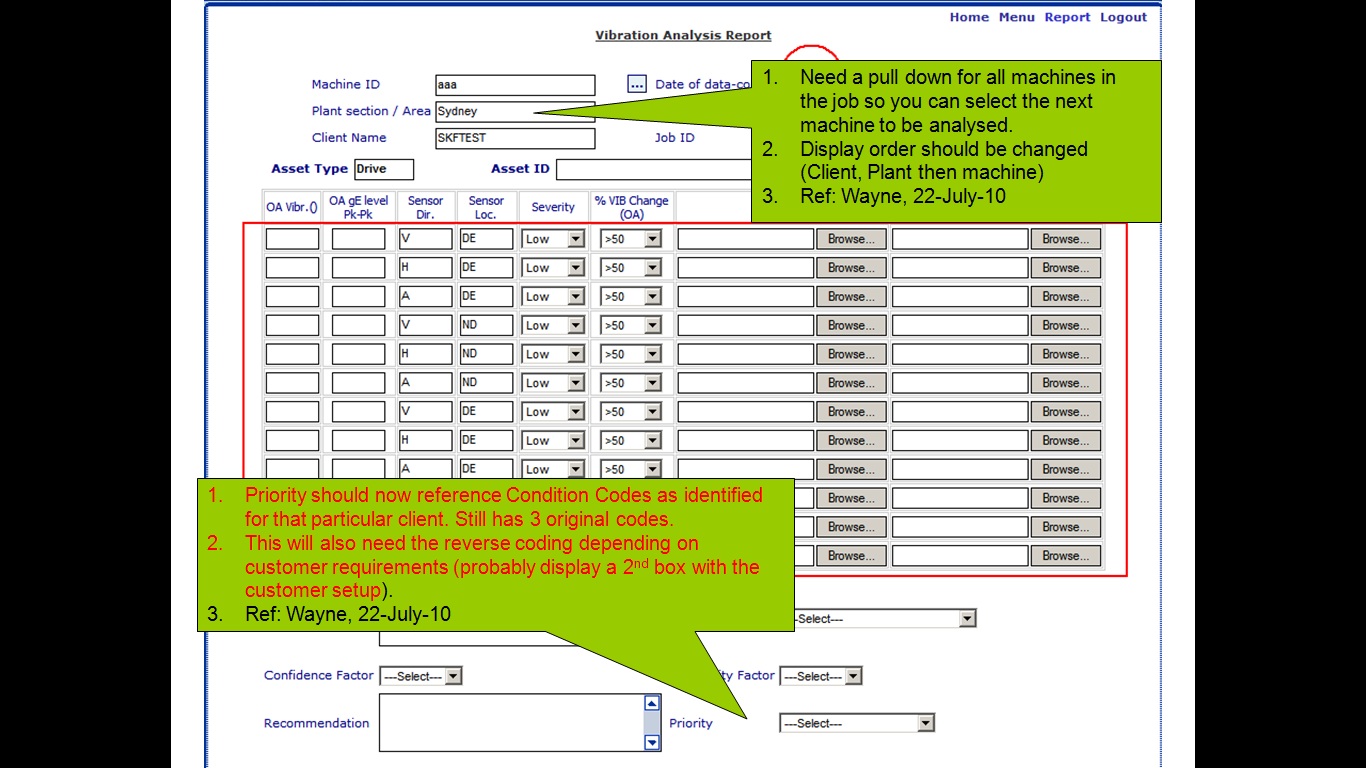 Home Menu Report Logout
Vibration Analysis Report
Machine ID aaa ... Date of data-co
Plant section / Area Sydney
Client Name SKFTEST Job ID
Asset Type Drive Asset ID
1. Need a pull down for all machines in
the job so you can select the next
machine to be analysed.
2. Display order should be changed
(Client, Plant then machine)
3. Ref: Wayne, 22-July-10
OA Vibr.() OA gE level Pk-Pk Sensor Dir. Sensor Loc. Severity % VIB Change (OA)
V DE Low >50 Browse... Browse...
H DE Low >50 Browse... Browse...
A DE Low >50 Browse... Browse...
V ND Low >50 Browse... Browse...
H ND Low >50 Browse... Browse...
A ND Low >50 Browse... Browse...
V DE Low >50 Browse... Browse...
H DE Low >50 Browse... Browse...
A DE Low >50 Browse... Browse...
Browse... Browse...
Browse... Browse...
Browse... Browse...
1. Priority should now reference Condition Codes as identified
for that particular client. Still has 3 original codes.
2. This will also need the reverse coding depending on
customer requirements (probably display a 2nd box with the
customer setup).
3. Ref: Wayne, 22-July-10
--Select---
Confidence Factor ---Select--- ty Factor ---Select---
Recommendation Priority ---Select---